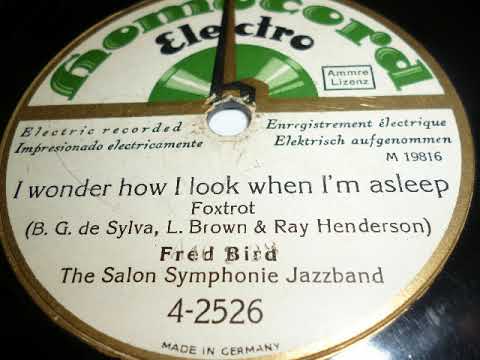 Homocord
Electro
Ammre
Lizenz
Electric recorded
Impresionado electricamente
Enregistrement électrique
Elektrisch aufgenommen
M 19816
I wonder how I look when I'm asleep
Foxtrot
(B. G. de Sylva, L. Brown & Ray Henderson)
Fred Bird
The Salon Symphonie Jazzband
4-2526
MADE IN GERMANY